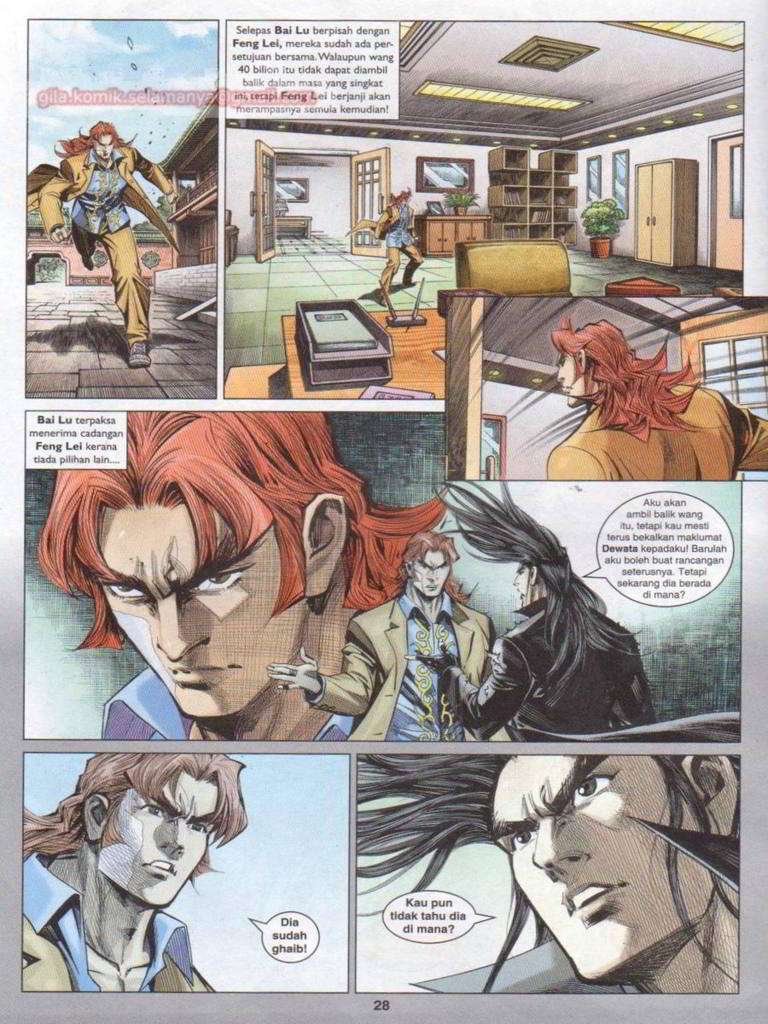 Selepas Bai Lu berpisah dengan
Feng Lei, mereka sudah ada per-
setujuan bersama. Walaupun wang
40 bilion itu tidak dapat diambil
balik dalam masa yang singkat
ini, tetapi Feng Lei berjanji akan
merampasnya semula kemudian!
Bai Lu terpaksa
menerima cadangan
Feng Lei kerana
tiada pilihan lain....
Aku akan
ambil balik wang
itu, tetapi kau mesti
terus bekalkan maklumat
Dewata kepadaku! Barulah
aku boleh buat rancangan
seterusnya. Tetapi
sekarang dia berada
di mana?
Dia
sudah
ghaib!
Kau pun
tidak tahu dia
di mana?
28